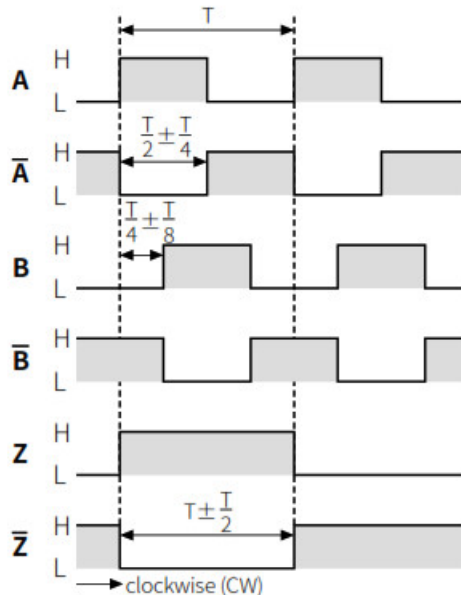 T
H
A
L
H
A̅
L
T/2 ± T/4
T/4 ± T/8
H
B
L
H
B̅
L
H
Z
L
H
Z̅
L
T ± T/2
clockwise (CW)